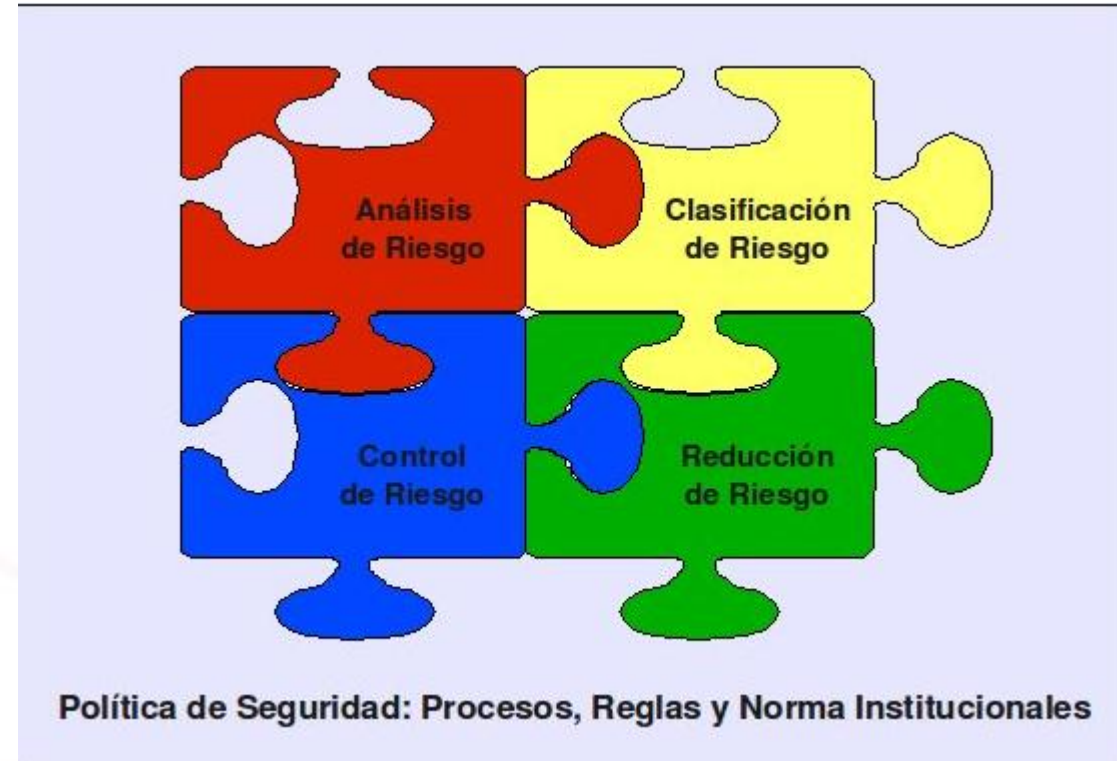 Análisis
de Riesgo
Clasificación
de Riesgo
Control
de Riesgo
Reducción
de Riesgo
Política de Seguridad: Procesos, Reglas y Norma Institucionales